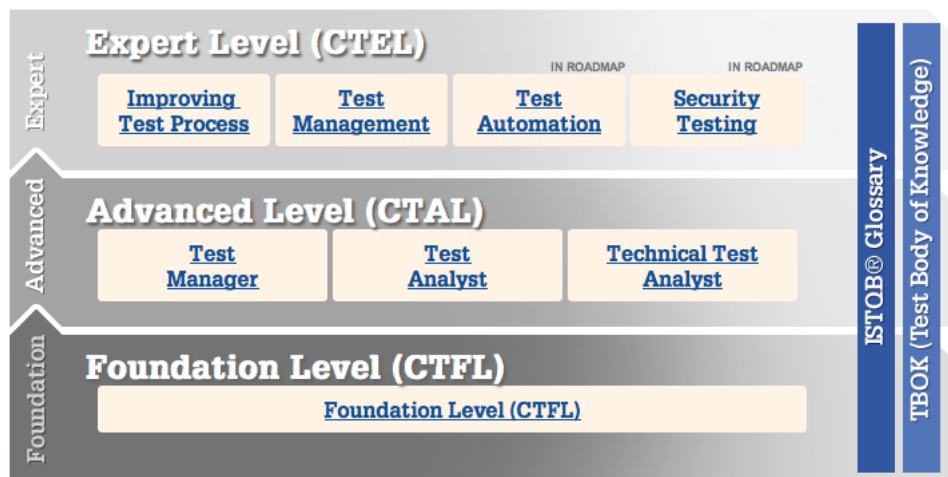 Expert
Expert Level (CTEL)
IN ROADMAP
IN ROADMAP
Improving
Test Process
Test
Management
Test
Automation
Security
Testing
Advanced
Advanced Level (CTAL)
Test
Manager
Test
Analyst
Technical Test
Analyst
Foundation
Foundation Level (CTFL)
Foundation Level (CTFL)
ISTQB® Glossary
TBOK (Test Body of Knowledge)